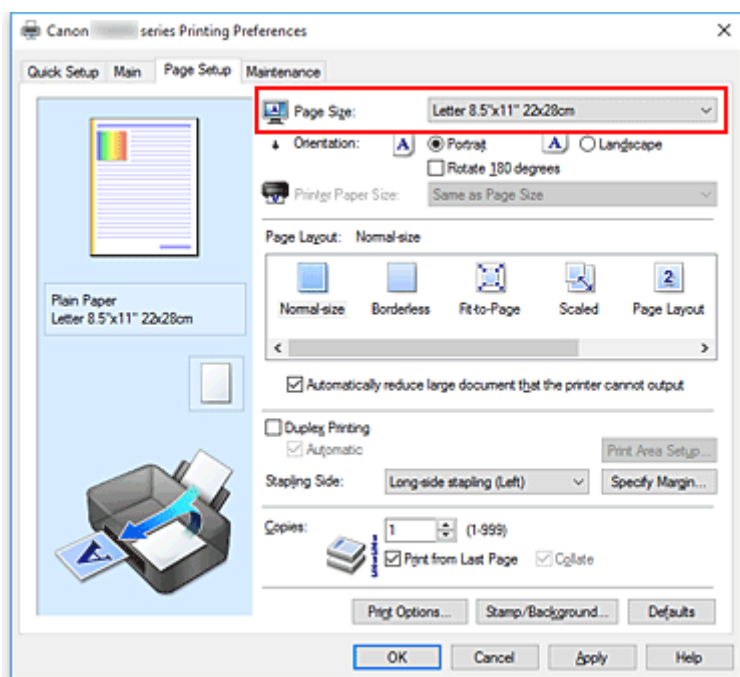 Canon series Printing Preferences
Quick Setup Main Page Setup Maintenance
Page Size: Letter 8.5"x11" 22x28cm
Orientation: A Portrait A Landscape
Rotate 180 degrees
Printer Paper Size: Same as Page Size
Page Layout: Normal-size
2
Normal-size Borderless Fit-to-Page Scaled Page Layout
Plain Paper
Letter 8.5"x11" 22x28cm
Automatically reduce large document that the printer cannot output
Duplex Printing
Automatic
Print Area Setup...
Stapling Side: Long-side stapling (Left) Specify Margin...
Copies: 1 (1-999)
Print from Last Page Collate
A
Print Options... Stamp/Background... Defaults
OK Cancel Apply Help